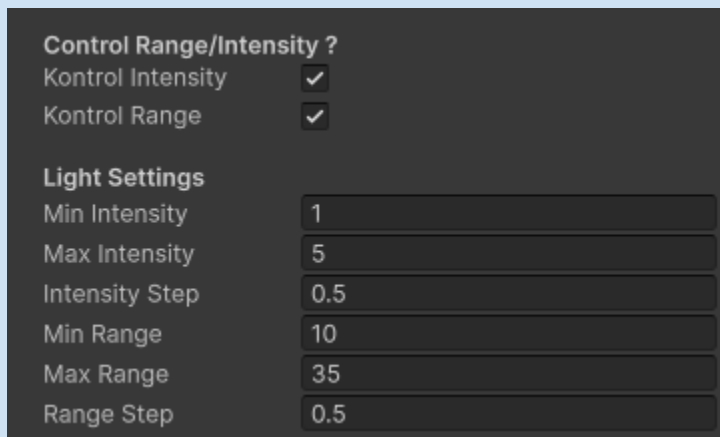 Control Range/Intensity ?
Kontrol Intensity
Kontrol Range
Light Settings
Min Intensity 1
Max Intensity 5
Intensity Step 0.5
Min Range 10
Max Range 35
Range Step 0.5